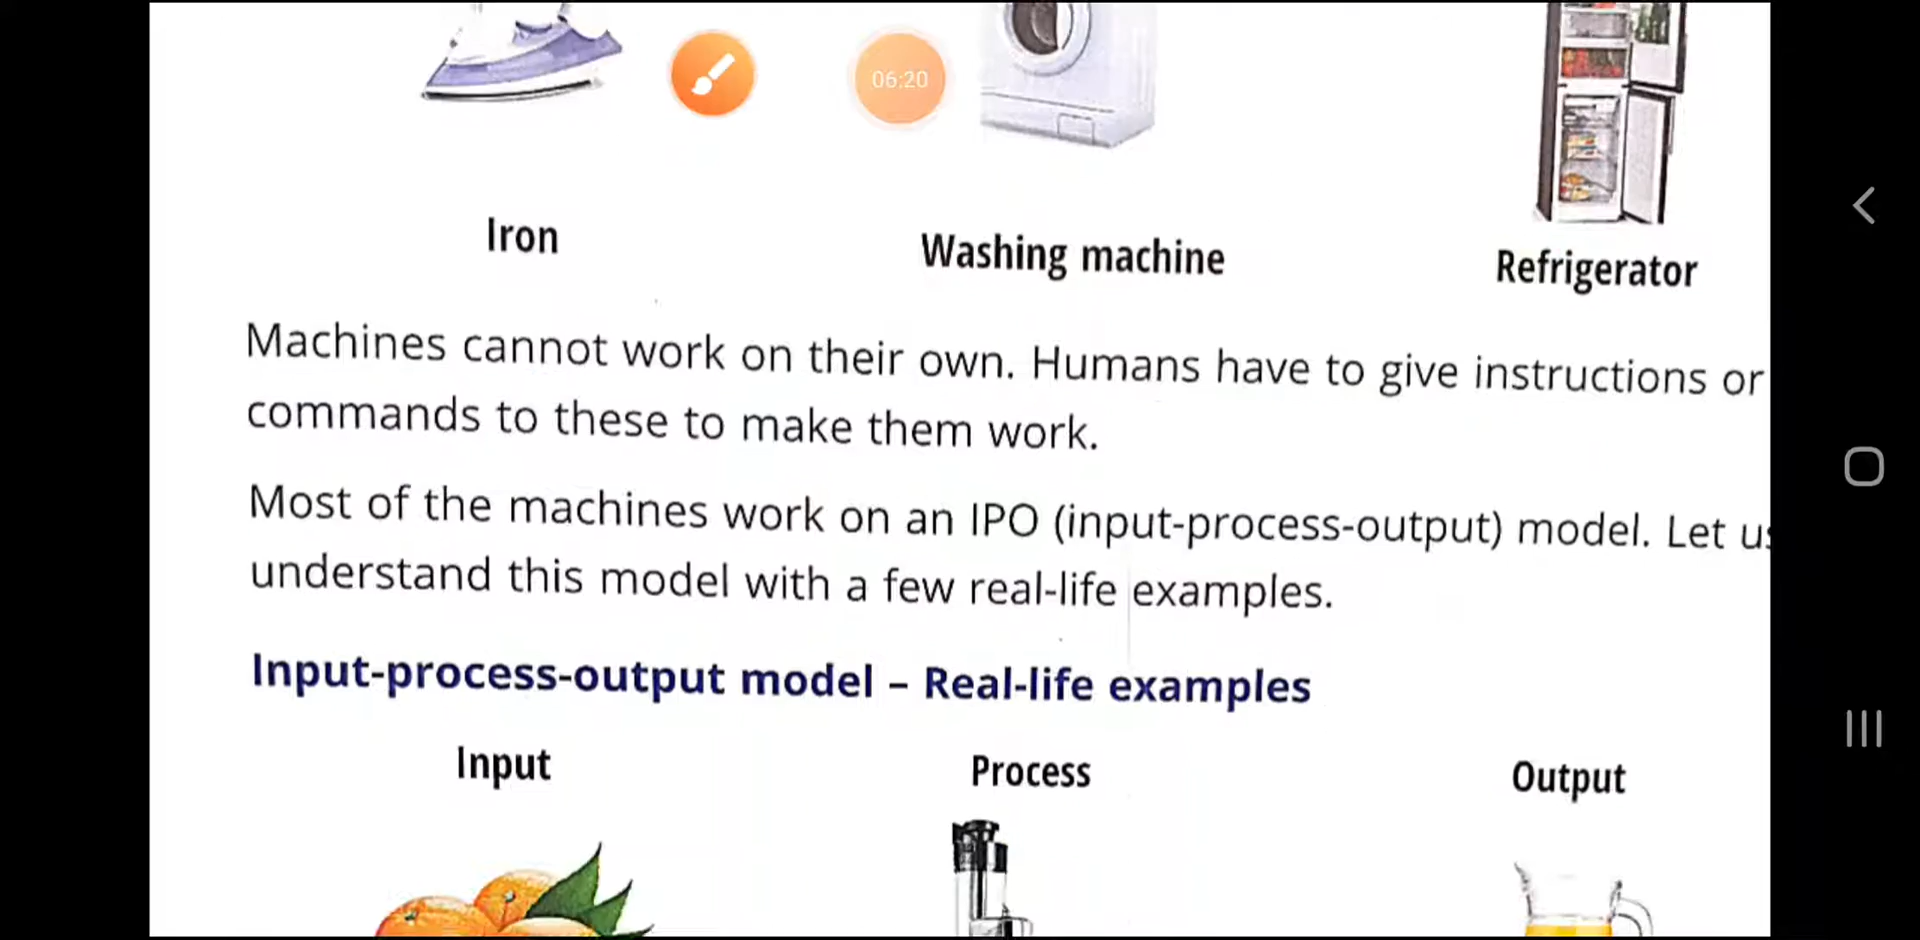 06:20
Iron
Washing machine
Refrigerator
Machines cannot work on their own. Humans have to give instructions or
commands to these to make them work.
Most of the machines work on an IPO (input-process-output) model. Let us
understand this model with a few real-life examples.
Input-process-output model – Real-life examples
Input
Process
Output